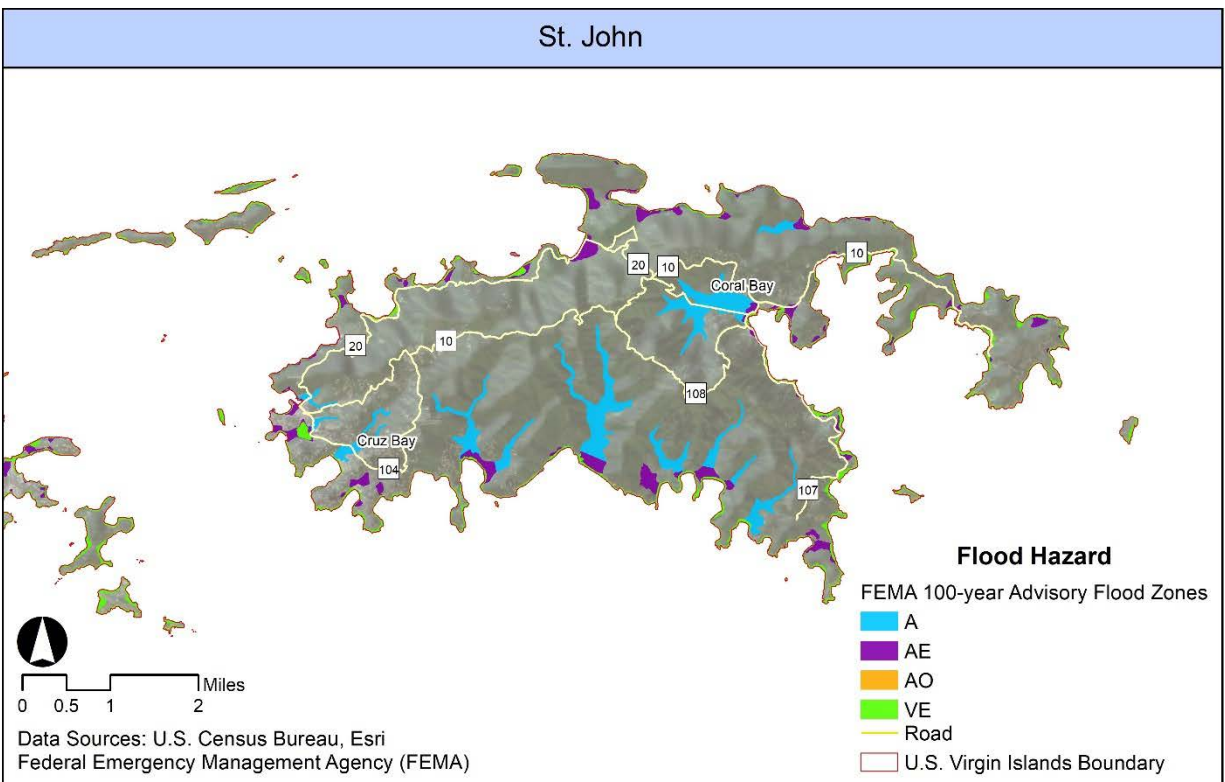 St. John
10
20
10
Coral Bay
20
10
108
Cruz Bay
104
107
Flood Hazard
FEMA 100-year Advisory Flood Zones
A
AE
AO
VE
Road
U.S. Virgin Islands Boundary
Miles
0 0.5 1 2
Data Sources: U.S. Census Bureau, Esri
Federal Emergency Management Agency (FEMA)